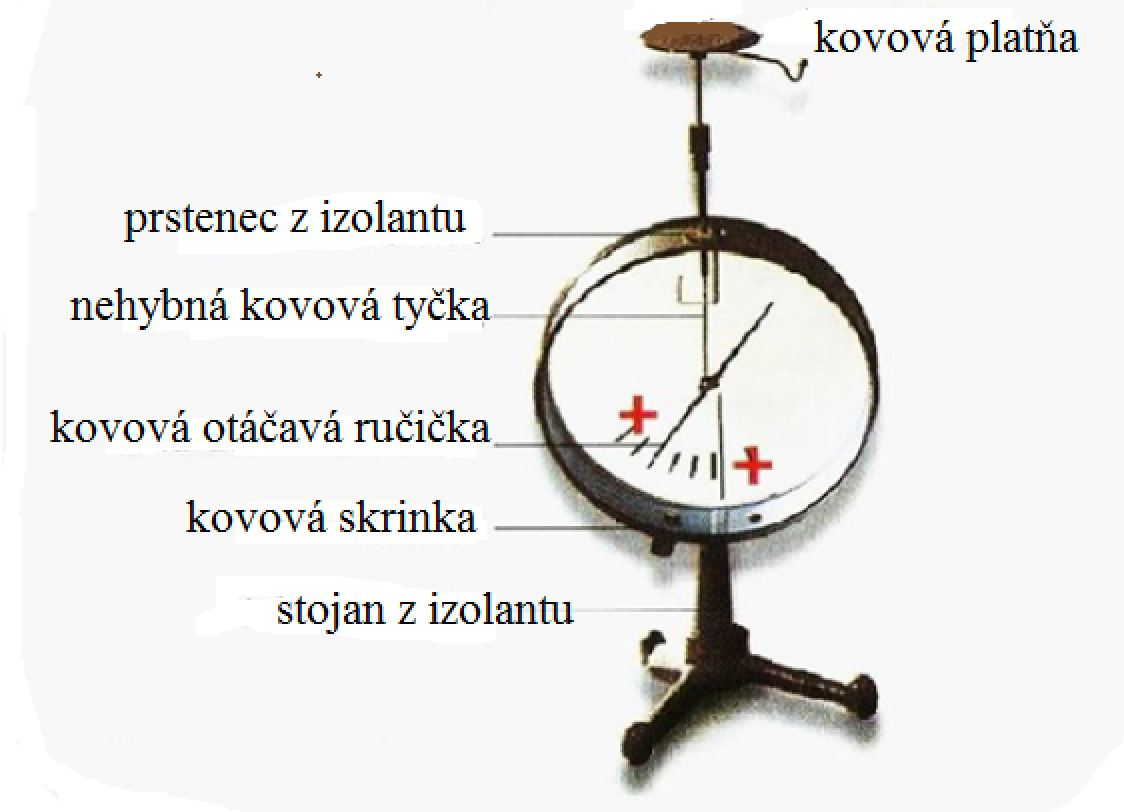 kovová platňa
prstenec z izolantu
nehybná kovová tyčka
kovová otáčavá ručička
kovová skrinka
stojan z izolantu